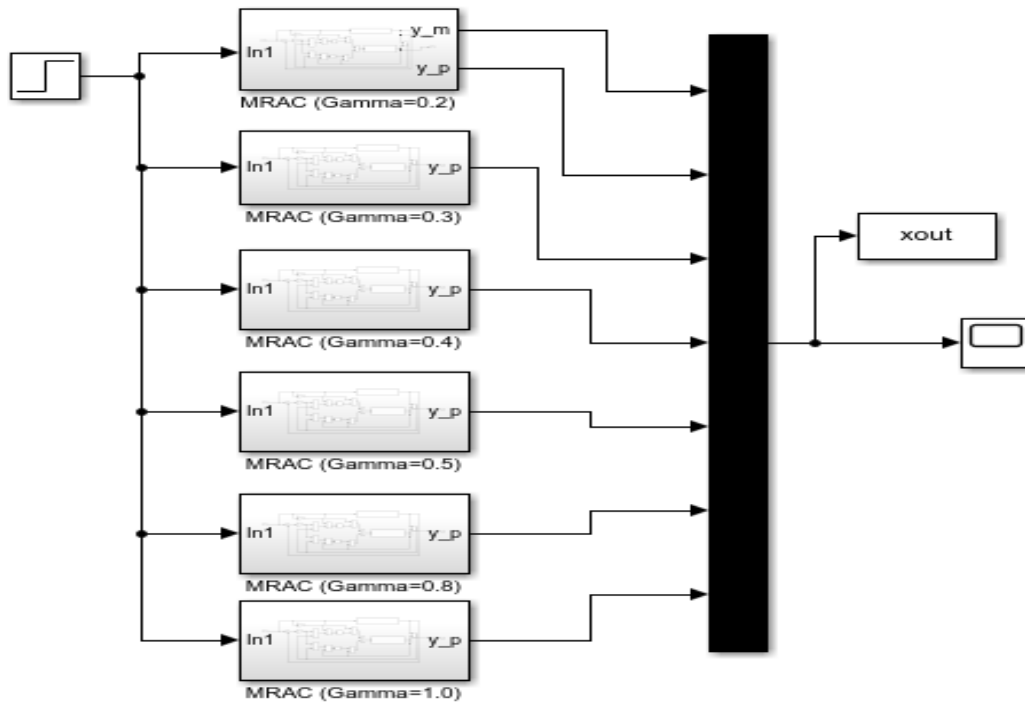 In1
y_m
y_p
MRAC (Gamma=0.2)
In1
y_p
MRAC (Gamma=0.3)
xout
In1
y_p
MRAC (Gamma=0.4)
In1
y_p
MRAC (Gamma=0.5)
In1
y_p
MRAC (Gamma=0.8)
In1
y_p
MRAC (Gamma=1.0)